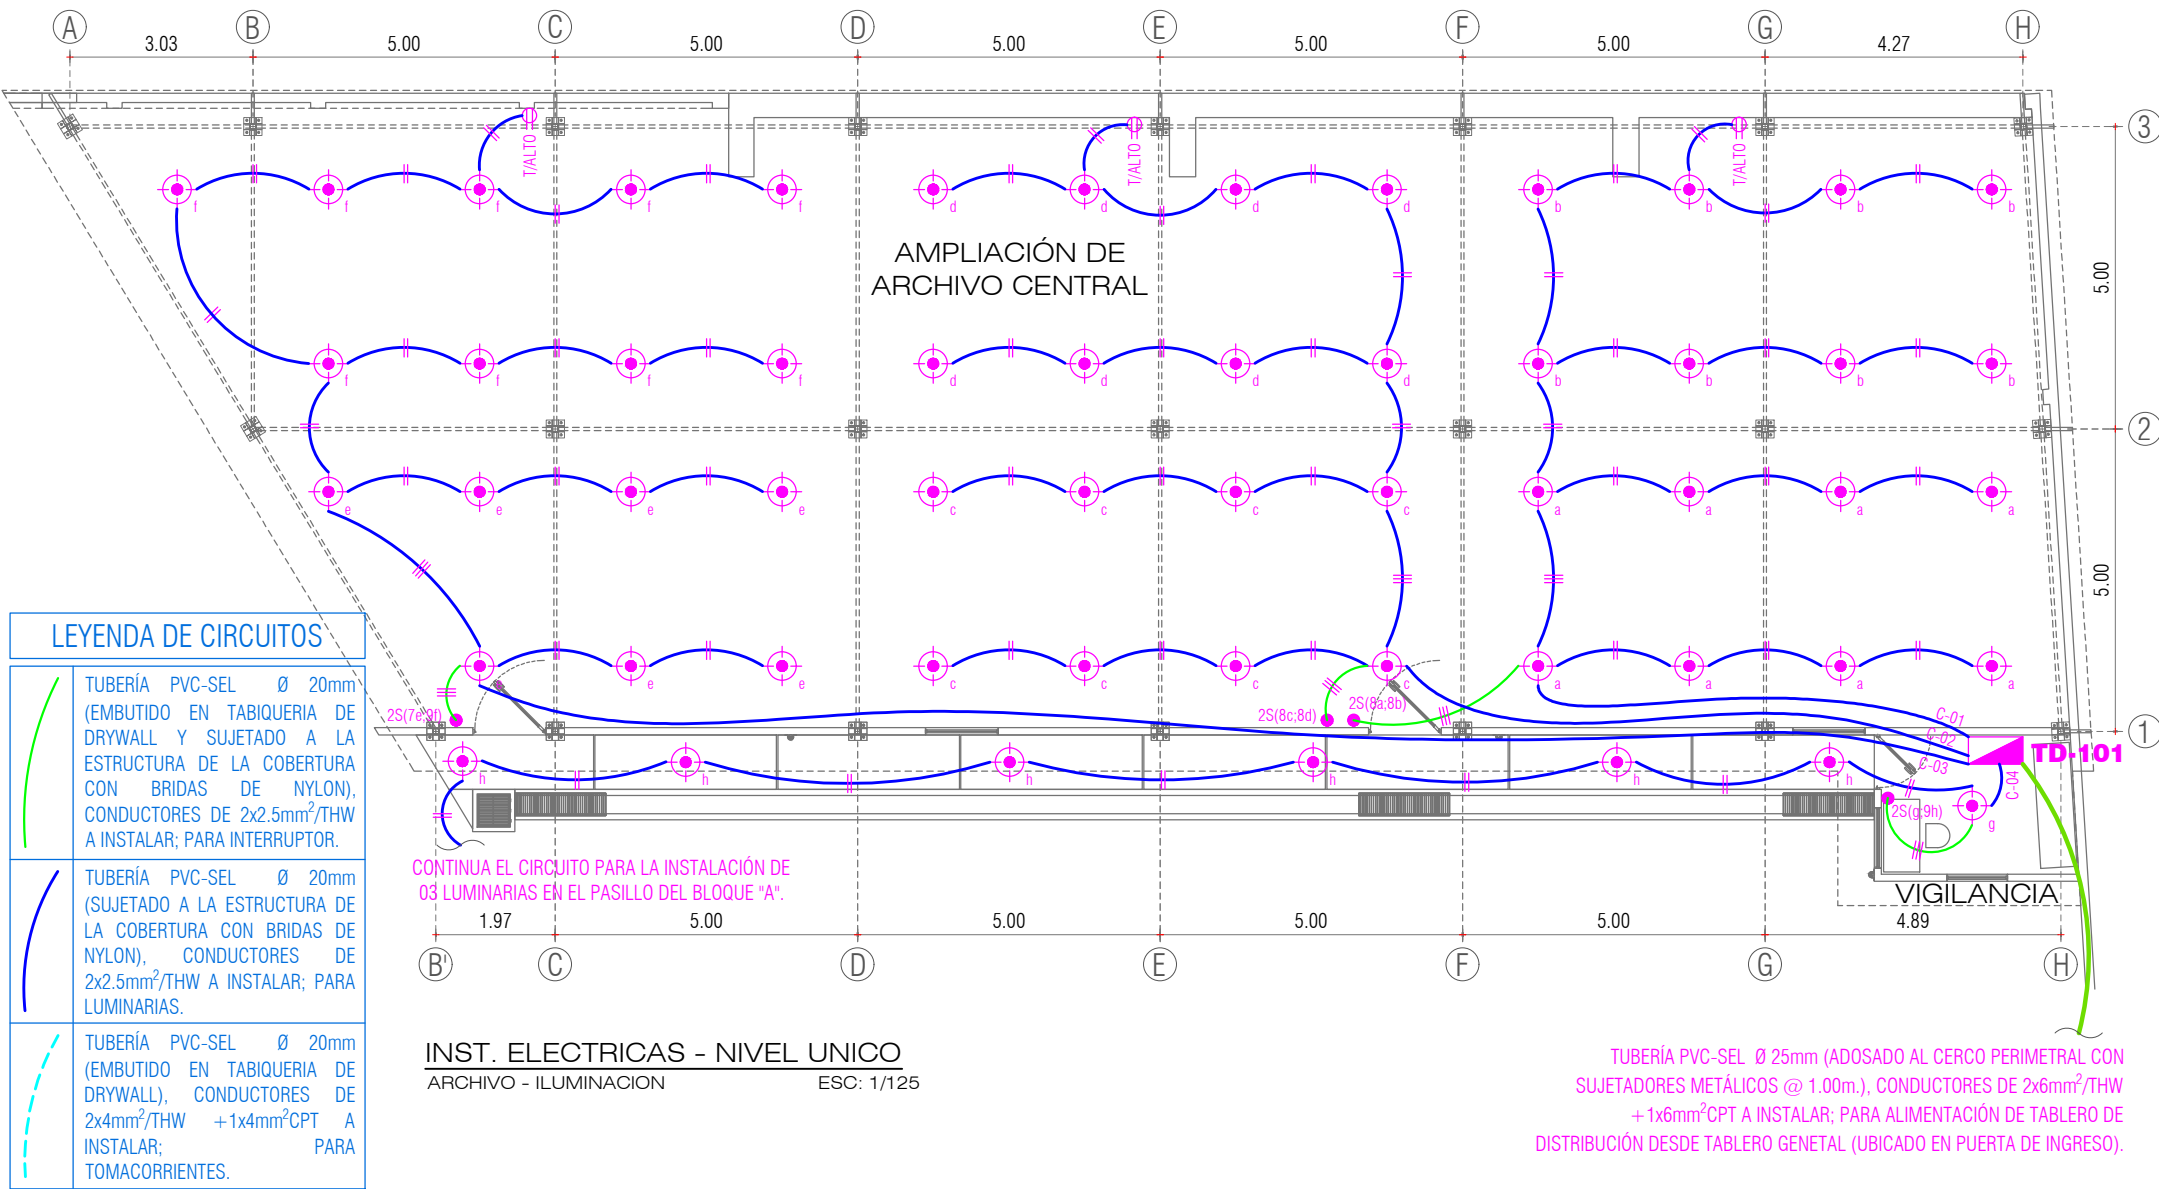 A B C D E F G H
3.03 5.00 5.00 5.00 5.00 5.00 4.27
3
T/ALTO T/ALTO T/ALTO
f f f f f d d d d b b b b
AMPLIACIÓN DE
ARCHIVO CENTRAL
5.00
f f f f d d d d b b b b
2
e e e e c c c c a a a a
5.00
e e c c c c a a a a
2S(7e;9f) 2S(8c;8d) 2S(8a;8b)
C-01
C-02
C-03
C-04
TD-101
1
h h h h h h
2S(g;9h)
g
VIGILANCIA
CONTINUA EL CIRCUITO PARA LA INSTALACIÓN DE
03 LUMINARIAS EN EL PASILLO DEL BLOQUE "A".
1.97 5.00 5.00 5.00 5.00 4.89
B' C D E F G H
LEYENDA DE CIRCUITOS
TUBERÍA PVC-SEL Ø 20mm
(EMBUTIDO EN TABIQUERIA DE
DRYWALL Y SUJETADO A LA
ESTRUCTURA DE LA COBERTURA
CON BRIDAS DE NYLON),
CONDUCTORES DE 2x2.5mm²/THW
A INSTALAR; PARA INTERRUPTOR.
TUBERÍA PVC-SEL Ø 20mm
(SUJETADO A LA ESTRUCTURA DE
LA COBERTURA CON BRIDAS DE
NYLON), CONDUCTORES DE
2x2.5mm²/THW A INSTALAR; PARA
LUMINARIAS.
TUBERÍA PVC-SEL Ø 20mm
(EMBUTIDO EN TABIQUERIA DE
DRYWALL), CONDUCTORES DE
2x4mm²/THW +1x4mm²CPT A
INSTALAR; PARA
TOMACORRIENTES.
INST. ELECTRICAS - NIVEL UNICO
ARCHIVO - ILUMINACION ESC: 1/125
TUBERÍA PVC-SEL Ø 25mm (ADOSADO AL CERCO PERIMETRAL CON
SUJETADORES METÁLICOS @ 1.00m.), CONDUCTORES DE 2x6mm²/THW
+1x6mm²CPT A INSTALAR; PARA ALIMENTACIÓN DE TABLERO DE
DISTRIBUCIÓN DESDE TABLERO GENETAL (UBICADO EN PUERTA DE INGRESO).